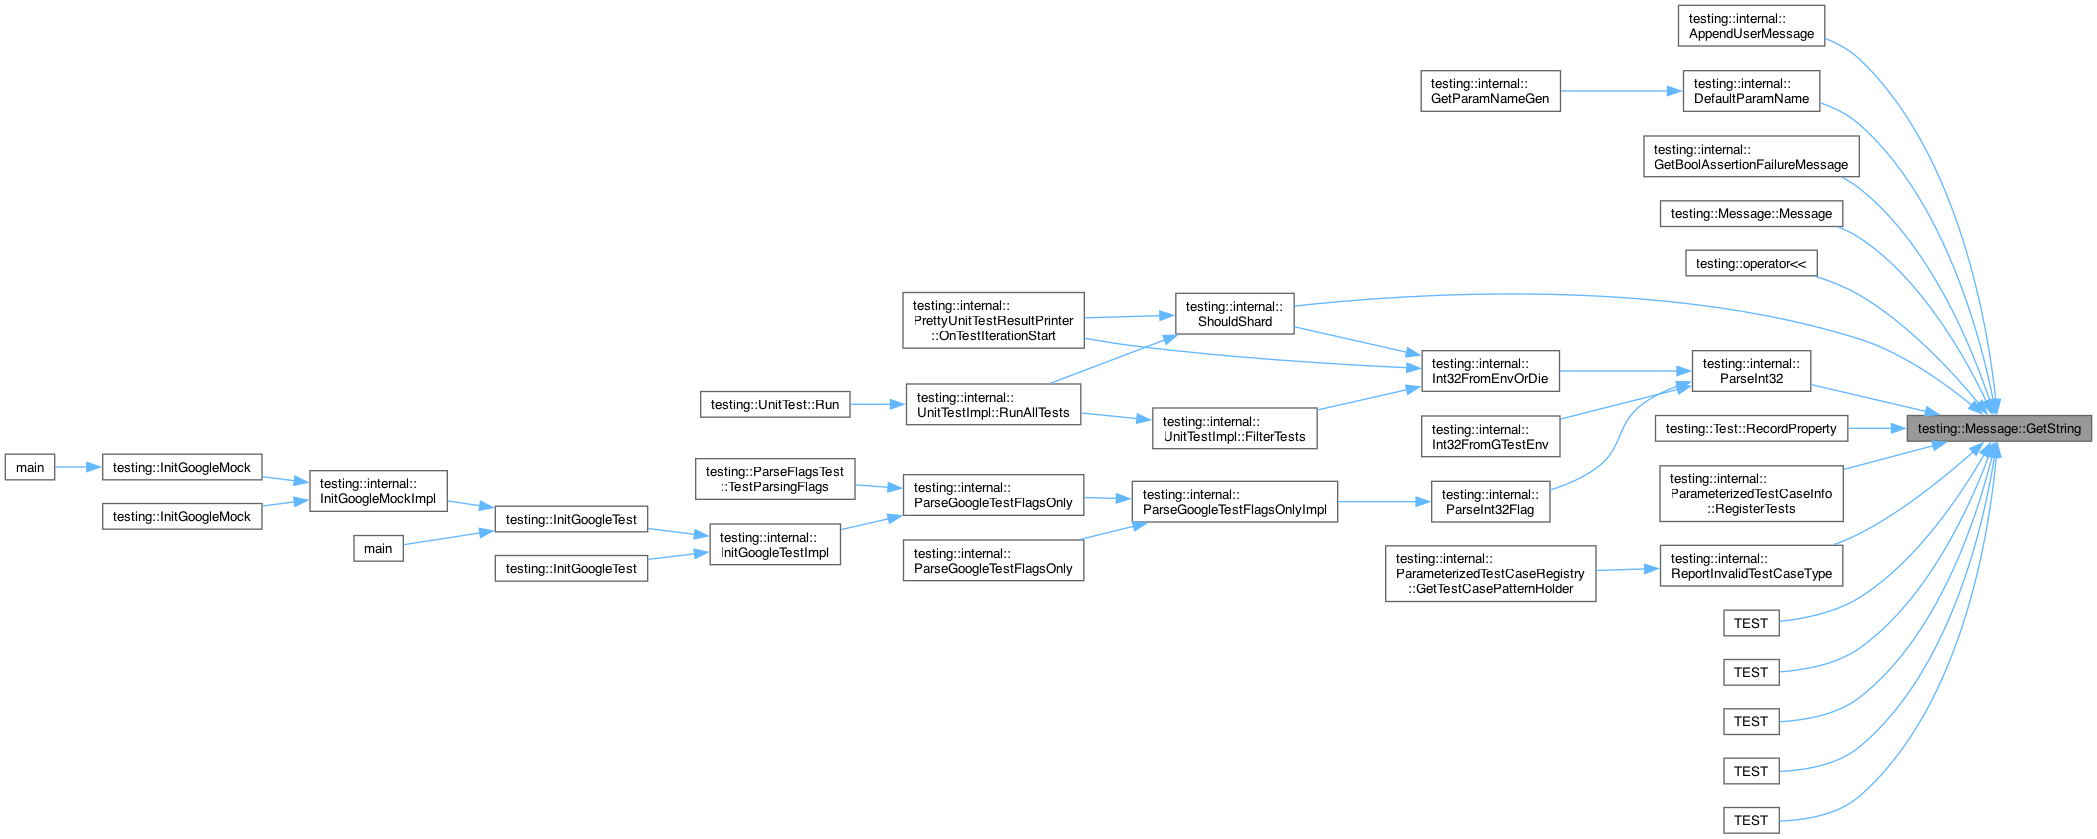 testing::internal::
AppendUserMessage
testing::internal::
GetParamNameGen
testing::internal::
DefaultParamName
testing::internal::
GetBoolAssertionFailureMessage
testing::Message::Message
testing::operator<<
testing::internal::
PrettyUnitTestResultPrinter
::OnTestIterationStart
testing::internal::
ShouldShard
testing::internal::
Int32FromEnvOrDie
testing::internal::
ParseInt32
testing::UnitTest::Run
testing::internal::
UnitTestImpl::RunAllTests
testing::internal::
UnitTestImpl::FilterTests
testing::internal::
Int32FromGTestEnv
testing::Test::RecordProperty
testing::Message::GetString
main
testing::InitGoogleMock
testing::InitGoogleMock
testing::internal::
InitGoogleMockImpl
main
testing::InitGoogleTest
testing::InitGoogleTest
testing::ParseFlagsTest
::TestParsingFlags
testing::internal::
InitGoogleTestImpl
testing::internal::
ParseGoogleTestFlagsOnly
testing::internal::
ParseGoogleTestFlagsOnly
testing::internal::
ParseGoogleTestFlagsOnlyImpl
testing::internal::
ParseInt32Flag
testing::internal::
ParameterizedTestCaseInfo
::RegisterTests
testing::internal::
ParameterizedTestCaseRegistry
::GetTestCasePatternHolder
testing::internal::
ReportInvalidTestCaseType
TEST
TEST
TEST
TEST
TEST